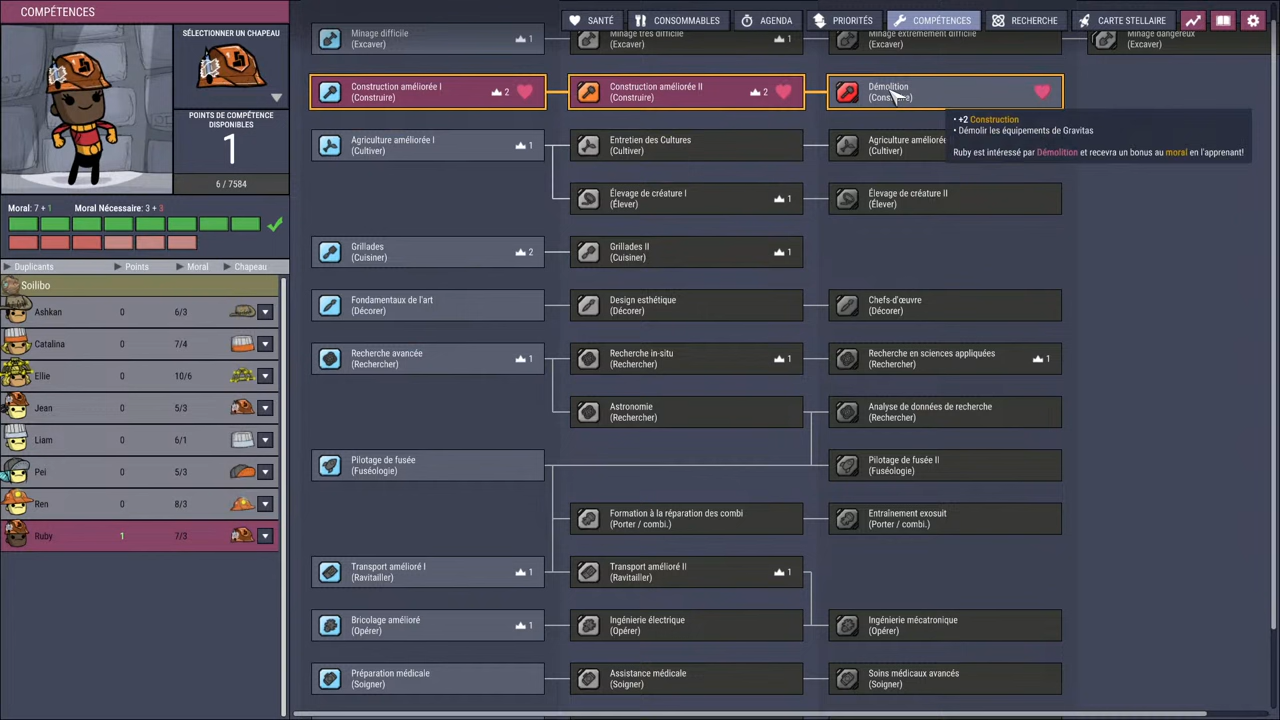 COMPÉTENCES
SANTÉ
CONSOMMABLES
AGENDA
PRIORITÉS
COMPÉTENCES
RECHERCHE
CARTE STELLAIRE
SÉLECTIONNER UN CHAPEAU
POINTS DE COMPÉTENCE
DISPONIBLES
1
6 / 7584
Moral: 7 + 1
Moral Nécessaire: 3 + 3
Duplicants
Points
Moral
Chapeau
Soilibo
Ashkan 0 6/3
Catalina 0 7/4
Ellie 0 10/6
Jean 0 5/3
Liam 0 6/1
Pei 0 5/3
Ren 0 8/3
Ruby 1 7/3
Minage difficile 1
(Excaver)
Minage très difficile 1
(Excaver)
Minage extrêmement difficile
(Excaver)
Minage dangereux
(Excaver)
Construction améliorée I 2
(Construire)
Construction améliorée II 2
(Construire)
Démolition
• +2 Construction
• Démolir les équipements de Gravitas
Ruby est intéressé par Démolition et recevra un bonus au moral en l'apprenant!
Agriculture améliorée I 1
(Cultiver)
Entretien des Cultures
(Cultiver)
Agriculture améliorée
(Cultiver)
Élevage de créature I 1
(Élever)
Élevage de créature II
(Élever)
Grillades 2
(Cuisiner)
Grillades II 1
(Cuisiner)
Fondamentaux de l'art
(Décorer)
Design esthétique
(Décorer)
Chefs-d'œuvre
(Décorer)
Recherche avancée 1
(Rechercher)
Recherche in-situ 1
(Rechercher)
Recherche en sciences appliquées 1
(Rechercher)
Astronomie
(Rechercher)
Analyse de données de recherche
(Rechercher)
Pilotage de fusée
(Fuséologie)
Pilotage de fusée II
(Fuséologie)
Formation à la réparation des combi
(Porter / combi.)
Entraînement exosuit
(Porter / combi.)
Transport amélioré I 1
(Ravitailler)
Transport amélioré II 1
(Ravitailler)
Bricolage amélioré 1
(Opérer)
Ingénierie électrique
(Opérer)
Ingénierie mécatronique
(Opérer)
Préparation médicale
(Soigner)
Assistance médicale
(Soigner)
Soins médicaux avancés
(Soigner)